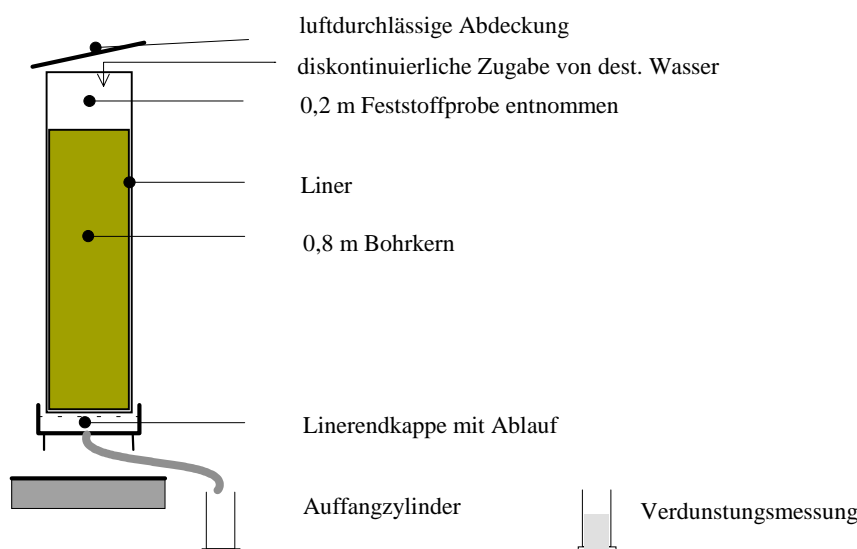 luftdurchlässige Abdeckung
diskontinuierliche Zugabe von dest. Wasser
0,2 m Feststoffprobe entnommen
Liner
0,8 m Bohrkern
Linerendkappe mit Ablauf
Auffangzylinder
Verdunstungsmessung